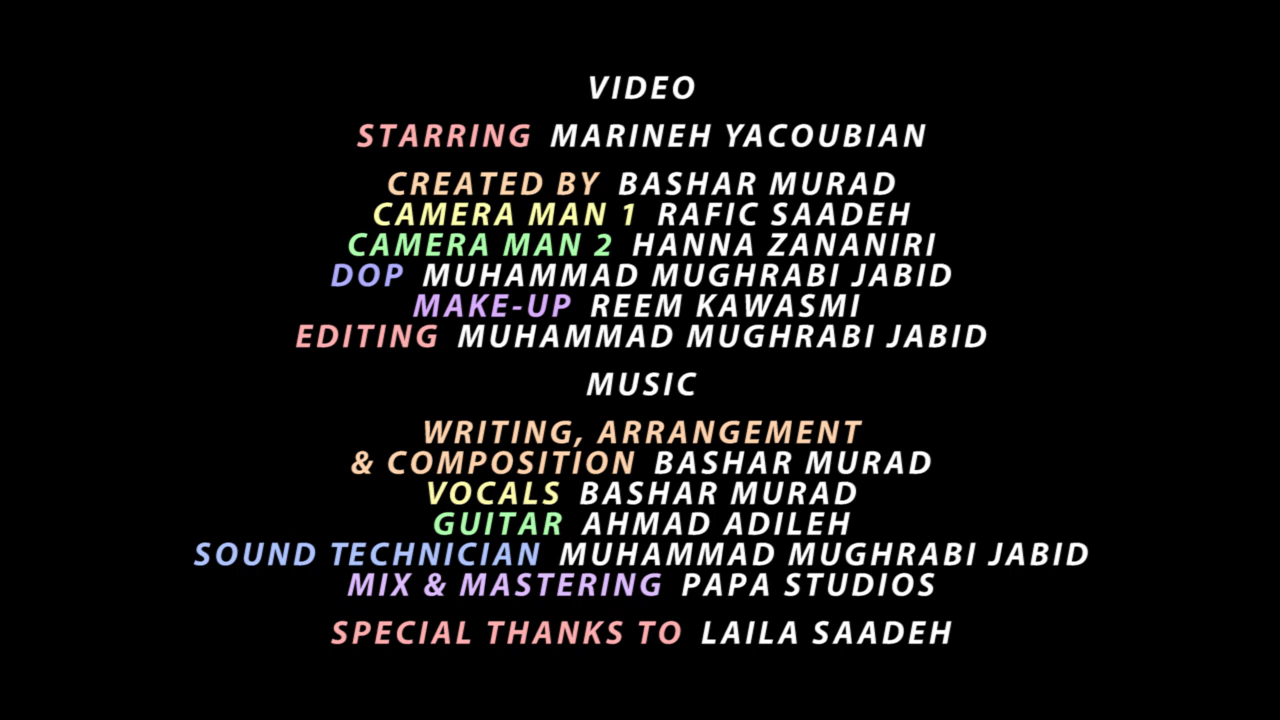 VIDEO
STARRING MARINEH YACOUBIAN
CREATED BY BASHAR MURAD
CAMERA MAN 1 RAFIC SAADEH
CAMERA MAN 2 HANNA ZANANIRI
DOP MUHAMMAD MUGHRABI JABID
MAKE-UP REEM KAWASMI
EDITING MUHAMMAD MUGHRABI JABID
MUSIC
WRITING, ARRANGEMENT
& COMPOSITION BASHAR MURAD
VOCALS BASHAR MURAD
GUITAR AHMAD ADILEH
SOUND TECHNICIAN MUHAMMAD MUGHRABI JABID
MIX & MASTERING PAPA STUDIOS
SPECIAL THANKS TO LAILA SAADEH